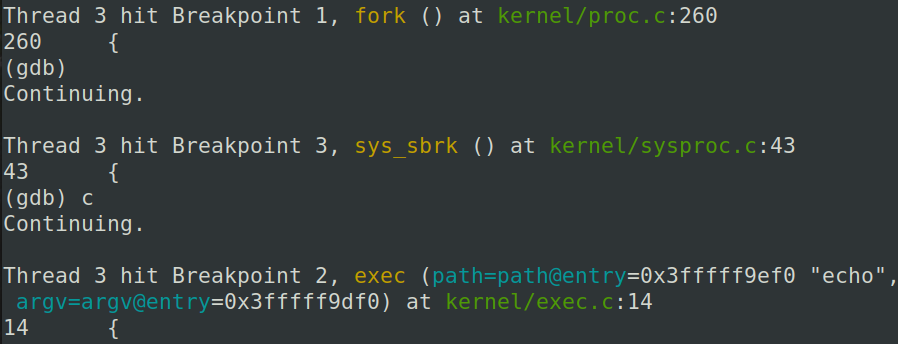 Thread 3 hit Breakpoint 1, fork () at kernel/proc.c:260
260     {
(gdb)
Continuing.
Thread 3 hit Breakpoint 3, sys_sbrk () at kernel/sysproc.c:43
43      {
(gdb) c
Continuing.
Thread 3 hit Breakpoint 2, exec (path=path@entry=0x3fffff9ef0 "echo",
 argv=argv@entry=0x3fffff9df0) at kernel/exec.c:14
14      {